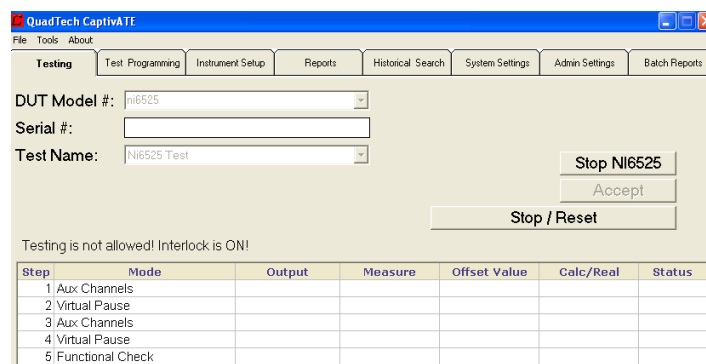 QuadTech CaptivATE
File Tools About
Testing Test Programming Instrument Setup Reports Historical Search System Settings Admin Settings Batch Reports
DUT Model #: ni6525
Serial #:
Test Name: Ni6525 Test
Stop NI6525
Accept
Stop / Reset
Testing is not allowed! Interlock is ON!
Step Mode Output Measure Offset Value Calc/Real Status
1 Aux Channels
2 Virtual Pause
3 Aux Channels
4 Virtual Pause
5 Functional Check